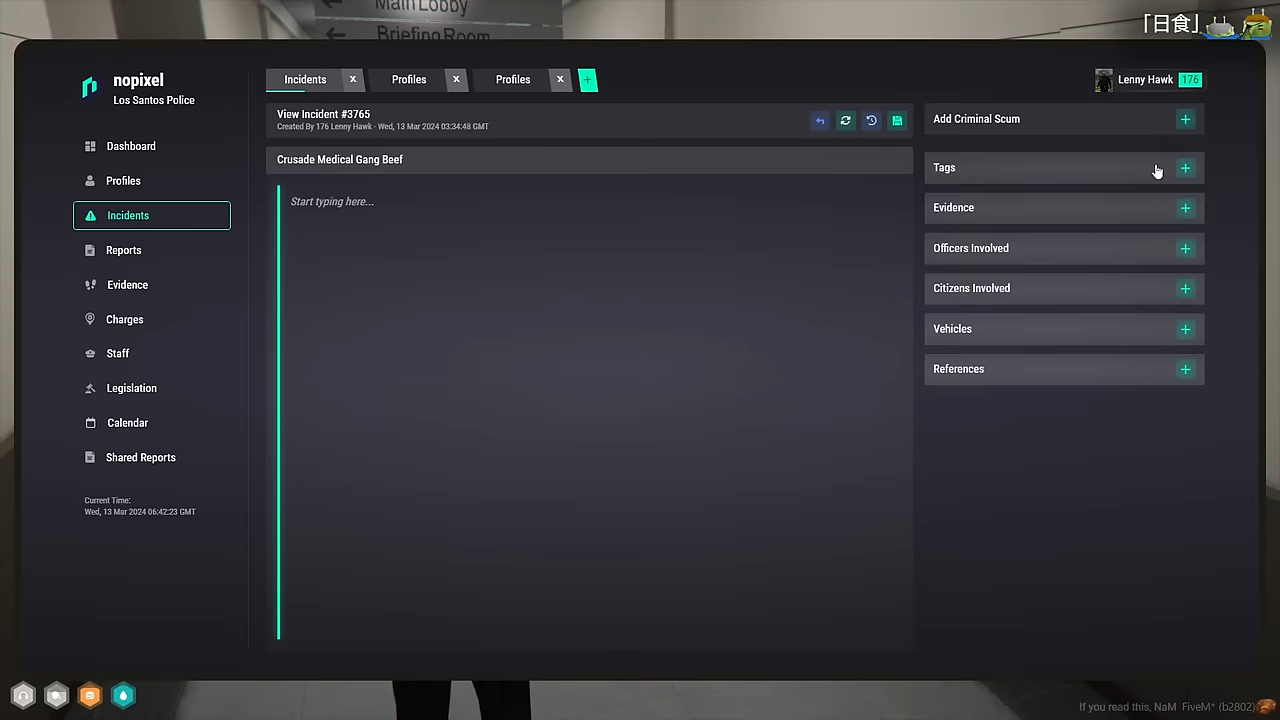 Main Lobby
Briefing Room
「日食」
nopixel
Los Santos Police
Incidents x
Profiles x
Profiles x
+
Lenny Hawk 176
View Incident #3765
Created By 176 Lenny Hawk - Wed, 13 Mar 2024 03:34:48 GMT
Crusade Medical Gang Beef
Start typing here...
Dashboard
Profiles
Incidents
Reports
Evidence
Charges
Staff
Legislation
Calendar
Shared Reports
Current Time:
Wed, 13 Mar 2024 06:42:23 GMT
Add Criminal Scum +
Tags +
Evidence +
Officers Involved +
Citizens Involved +
Vehicles +
References +
If you read this, NaM FiveM* (b2802)